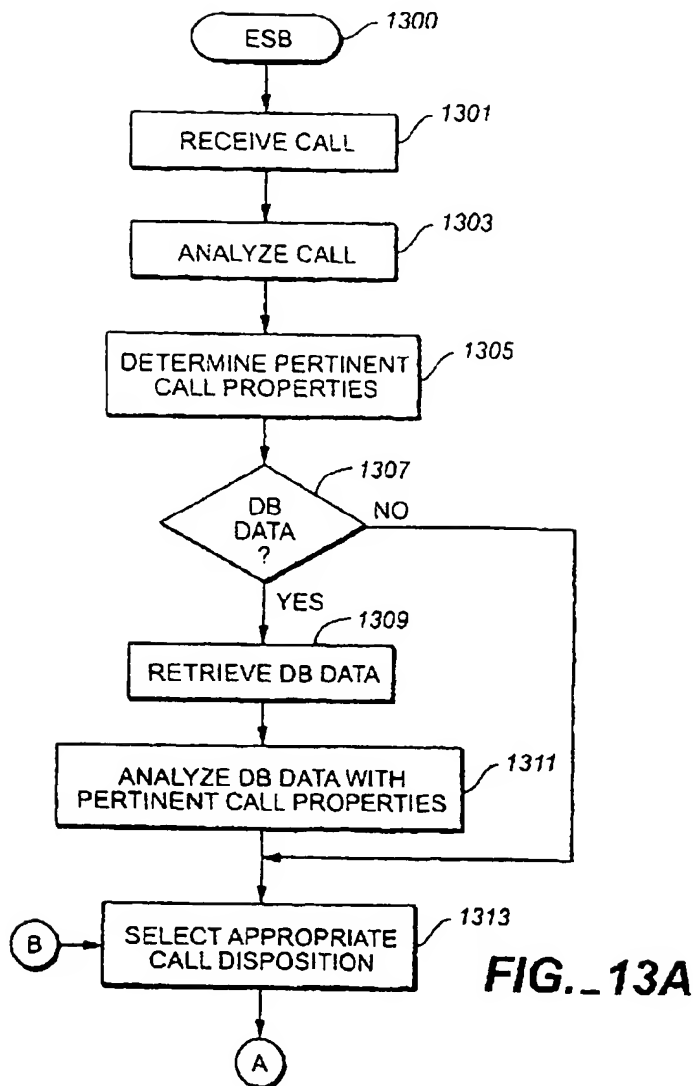 ESB
1300
RECEIVE CALL
1301
ANALYZE CALL
1303
DETERMINE PERTINENT
CALL PROPERTIES
1305
DB
DATA
?
1307
NO
YES
RETRIEVE DB DATA
1309
ANALYZE DB DATA WITH
PERTINENT CALL PROPERTIES
1311
B
SELECT APPROPRIATE
CALL DISPOSITION
1313
FIG._13A
A